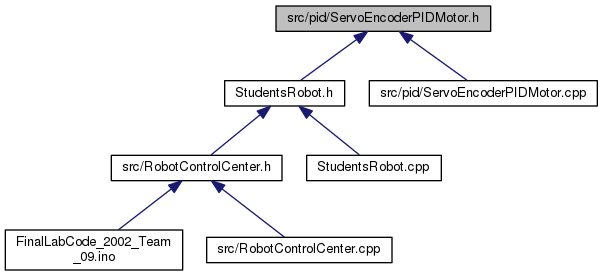 src/pid/ServoEncoderPIDMotor.h
StudentsRobot.h
src/pid/ServoEncoderPIDMotor.cpp
src/RobotControlCenter.h
StudentsRobot.cpp
FinalLabCode_2002_Team
_09.ino
src/RobotControlCenter.cpp